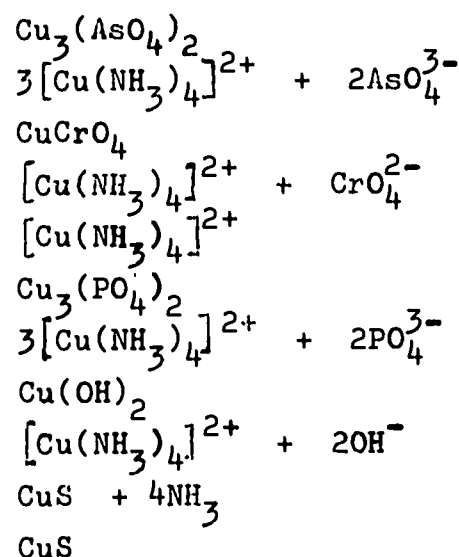 Cu₃(AsO₄)₂
3[Cu(NH₃)₄]²⁺ + 2AsO₄³⁻
CuCrO₄
[Cu(NH₃)₄]²⁺ + CrO₄²⁻
[Cu(NH₃)₄]²⁺
Cu₃(PO₄)₂
3[Cu(NH₃)₄]²⁺ + 2PO₄³⁻
Cu(OH)₂
[Cu(NH₃)₄]²⁺ + 2OH⁻
CuS + 4NH₃
CuS